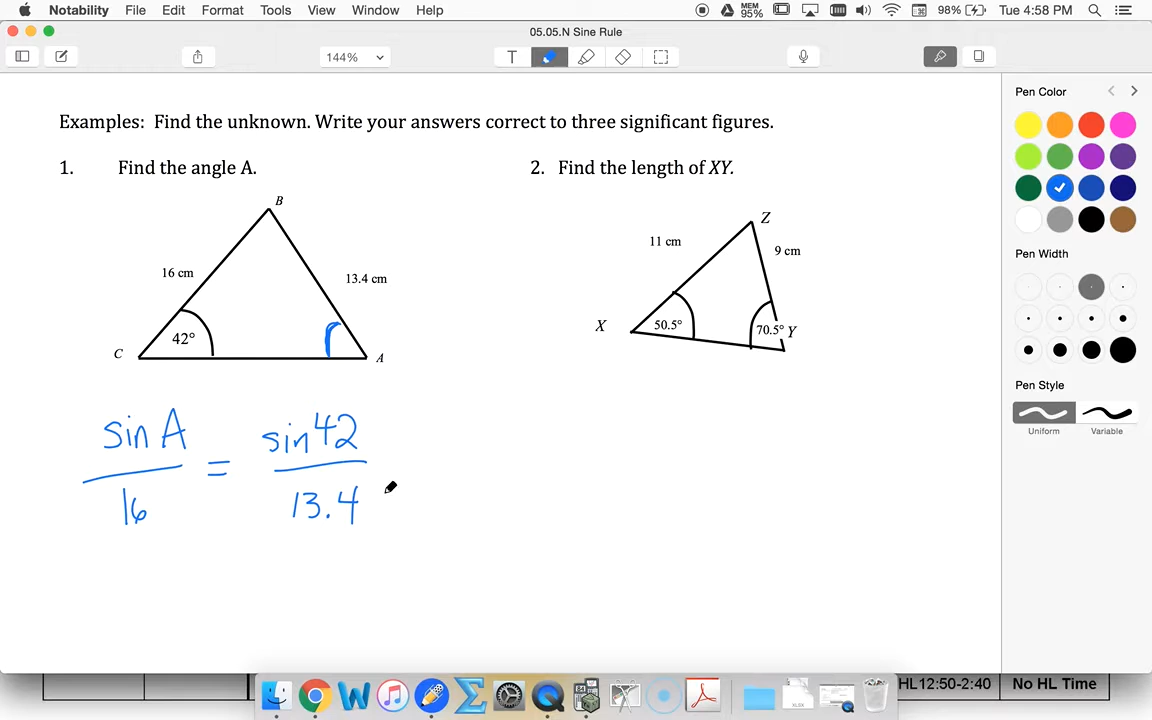 Notability File Edit Format Tools View Window Help MEM 95% 98% Tue 4:58 PM
05.05.N Sine Rule
144% T
Examples: Find the unknown. Write your answers correct to three significant figures.
1. Find the angle A.
B
16 cm
13.4 cm
42°
C
A
sin A
16
=
sin 42
13.4
2. Find the length of XY.
Z
11 cm
9 cm
X
50.5°
70.5° Y
Pen Color
Pen Width
Pen Style
Uniform Variable
HL12:50-2:40 No HL Time